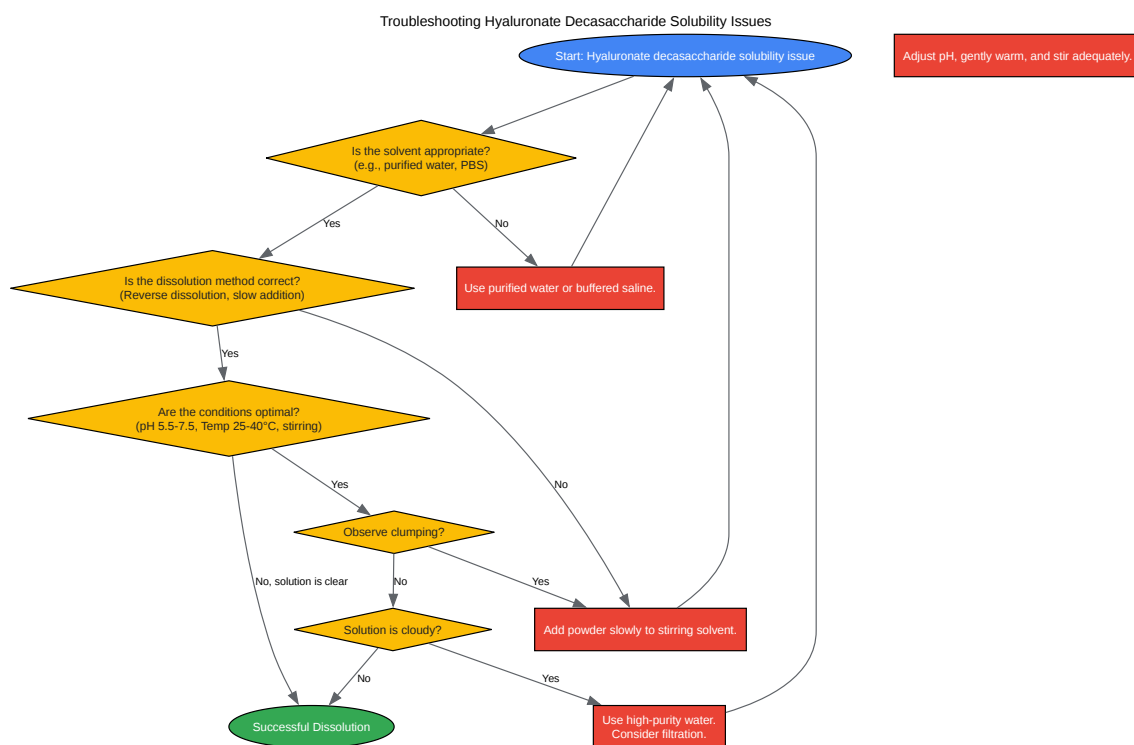 Troubleshooting Hyaluronate Decasaccharide Solubility Issues
Start: Hyaluronate decasaccharide solubility issue
Adjust pH, gently warm, and stir adequately.
Is the solvent appropriate?
(e.g., purified water, PBS)
Yes
No
Is the dissolution method correct?
(Reverse dissolution, slow addition)
Use purified water or buffered saline.
Yes
Are the conditions optimal?
(pH 5.5-7.5, Temp 25-40°C, stirring)
Yes
No
Observe clumping?
No, solution is clear
No
Yes
Solution is cloudy?
Add powder slowly to stirring solvent.
No
Yes
Successful Dissolution
Use high-purity water.
Consider filtration.